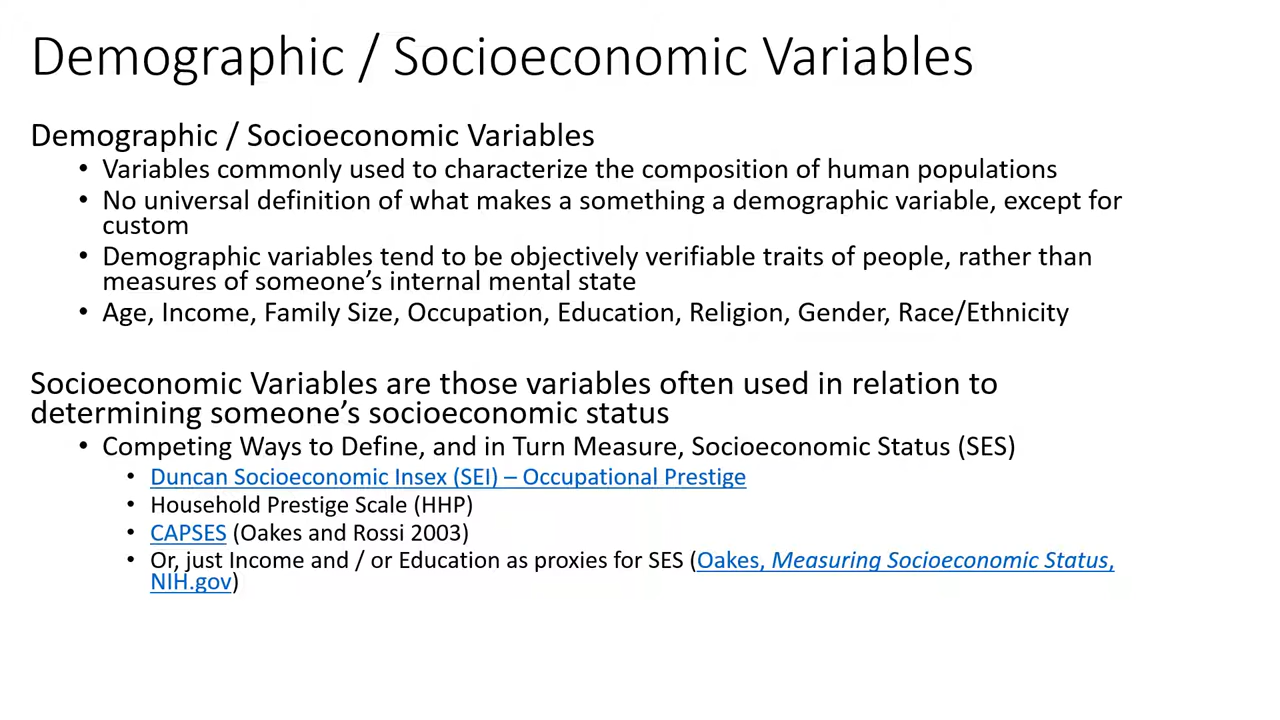 Demographic / Socioeconomic Variables
Demographic / Socioeconomic Variables
• Variables commonly used to characterize the composition of human populations
• No universal definition of what makes a something a demographic variable, except for
custom
• Demographic variables tend to be objectively verifiable traits of people, rather than
measures of someone’s internal mental state
• Age, Income, Family Size, Occupation, Education, Religion, Gender, Race/Ethnicity
Socioeconomic Variables are those variables often used in relation to
determining someone’s socioeconomic status
• Competing Ways to Define, and in Turn Measure, Socioeconomic Status (SES)
• Duncan Socioeconomic Insex (SEI) – Occupational Prestige
• Household Prestige Scale (HHP)
• CAPSES (Oakes and Rossi 2003)
• Or, just Income and / or Education as proxies for SES (Oakes, Measuring Socioeconomic Status,
NIH.gov)